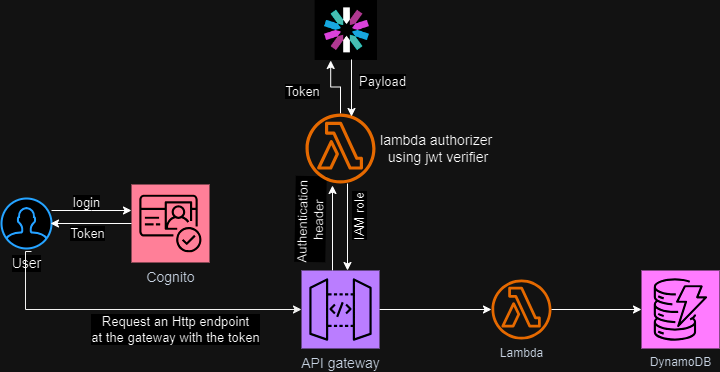 Payload
Token
lambda authorizer
using jwt verifier
Authentication
header
IAM role
login
Token
User
Cognito
Request an Http endpoint
at the gateway with the token
</>
API gateway
Lambda
DynamoDB